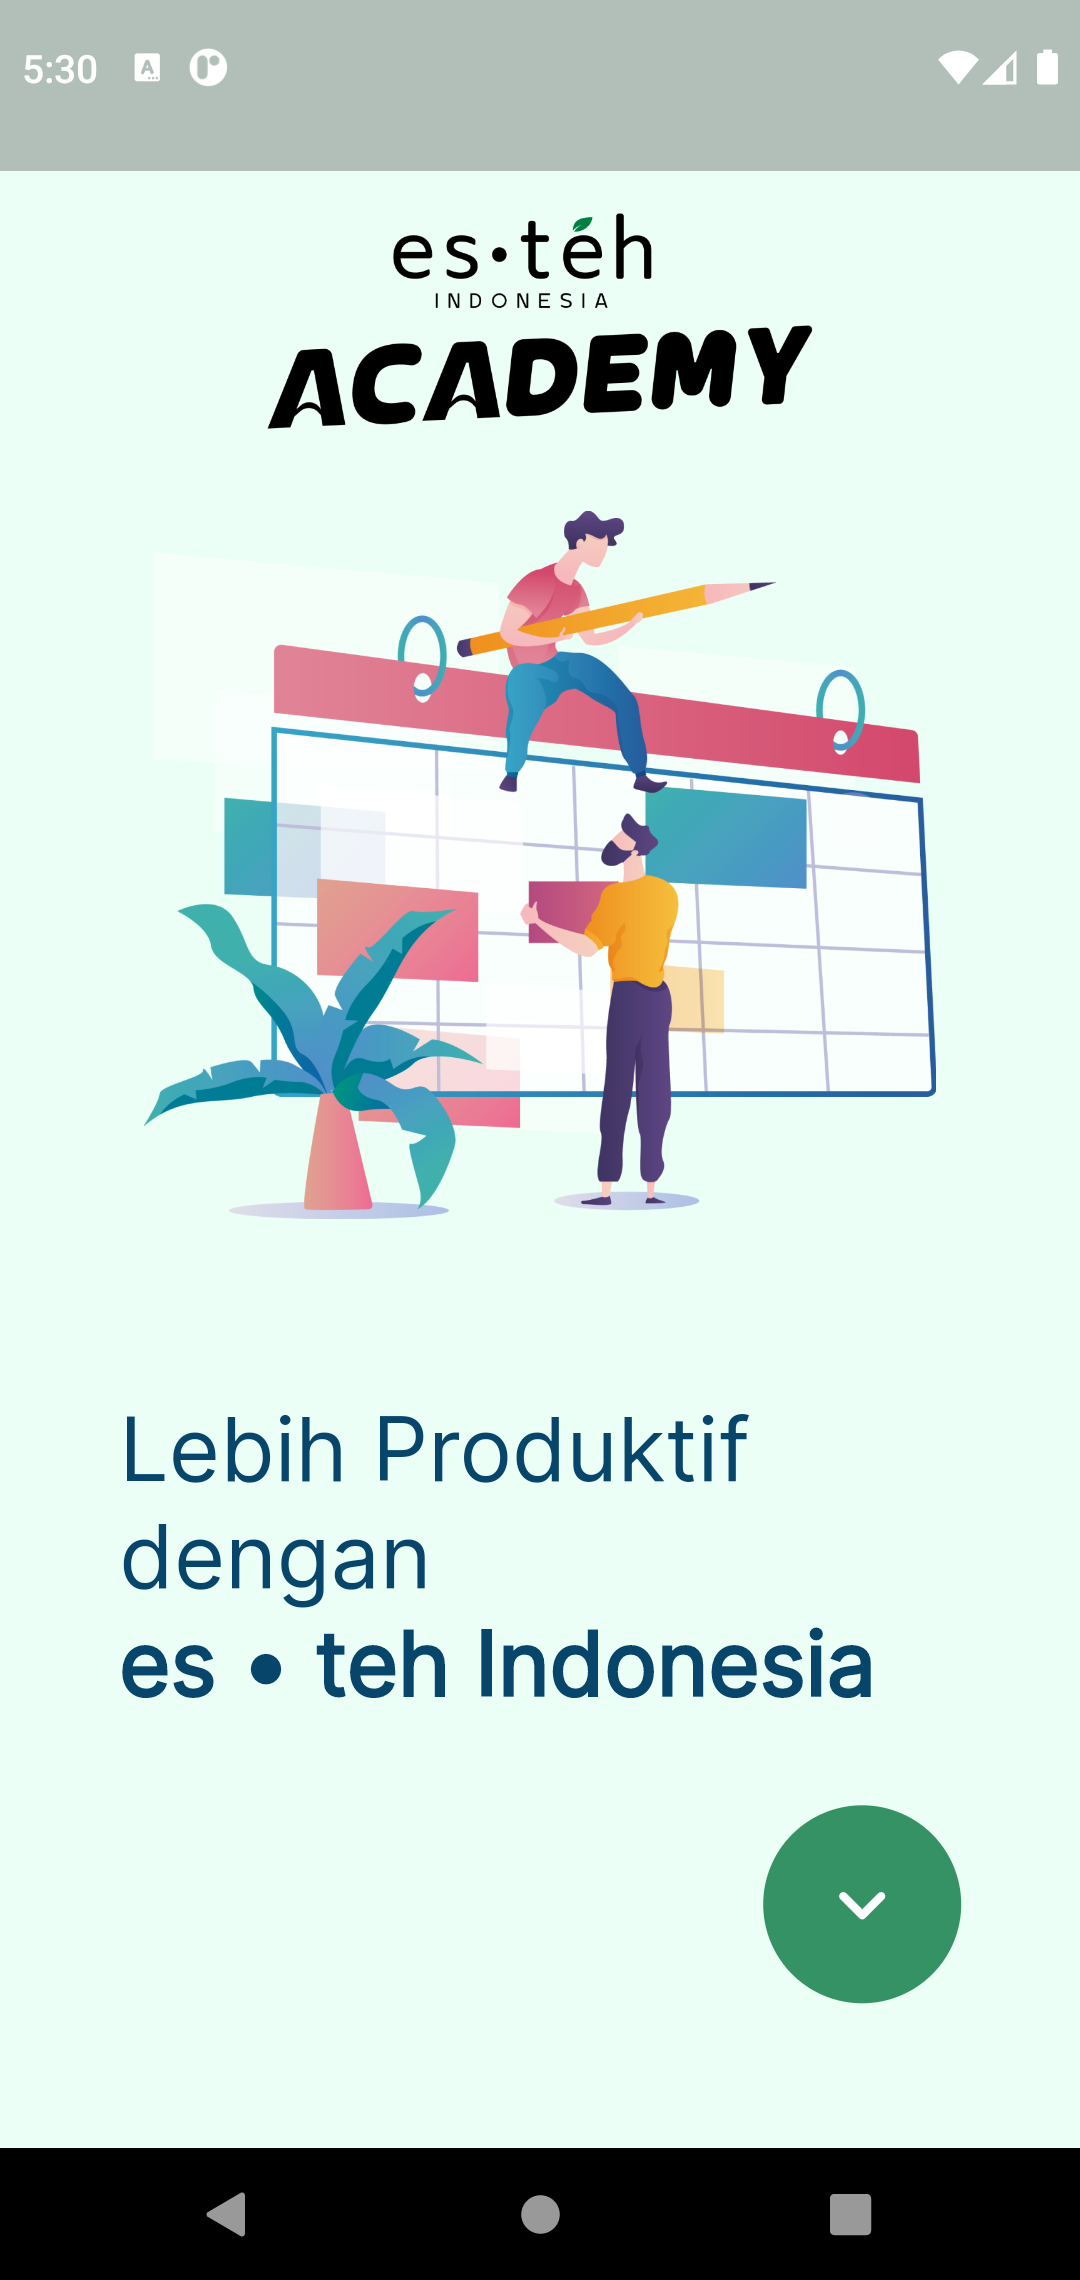 5:30
es•téh
INDONESIA
ACADEMY
Lebih Produktif
dengan
es • teh Indonesia